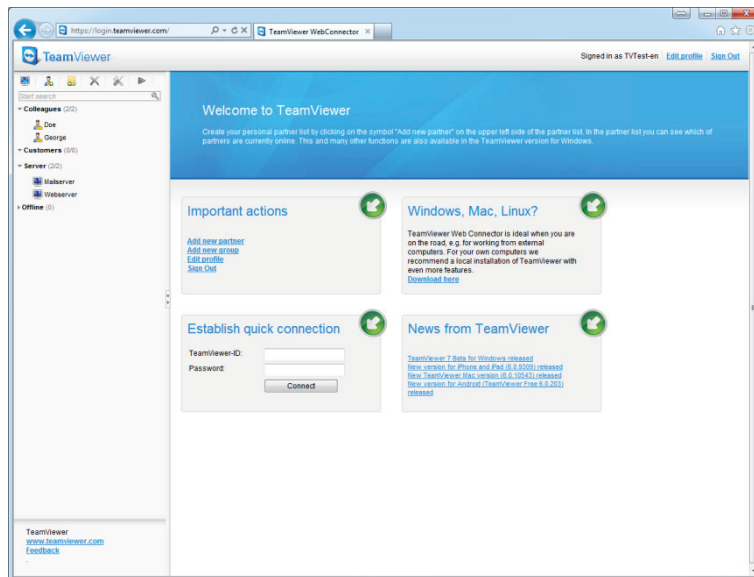 https://login.teamviewer.com/
TeamViewer WebConnector
TeamViewer
Signed in as TVTest-en Edit profile Sign Out
Start search
Colleagues (2/2)
Doe
George
Customers (0/0)
Server (2/2)
Mailserver
Webserver
Offline (0)
Welcome to TeamViewer
Create your personal partner list by clicking on the symbol "Add new partner" on the upper left side of the partner list. In the partner list you can see which of
partners are currently online. This and many other functions are also available in the TeamViewer version for Windows.
Important actions
Add new partner
Add new group
Edit profile
Sign Out
Windows, Mac, Linux?
TeamViewer Web Connector is ideal when you are
on the road, e.g. for working from external
computers. For your own computers we
recommend a local installation of TeamViewer with
even more features.
Download here
Establish quick connection
TeamViewer-ID:
Password:
Connect
News from TeamViewer
TeamViewer 7 Beta for Windows released
New version for iPhone and iPad (6.0.9309) released
New TeamViewer Mac version (6.0.10543) released
New version for Android (TeamViewer Free 6.0.203)
released
TeamViewer
www.teamviewer.com
Feedback